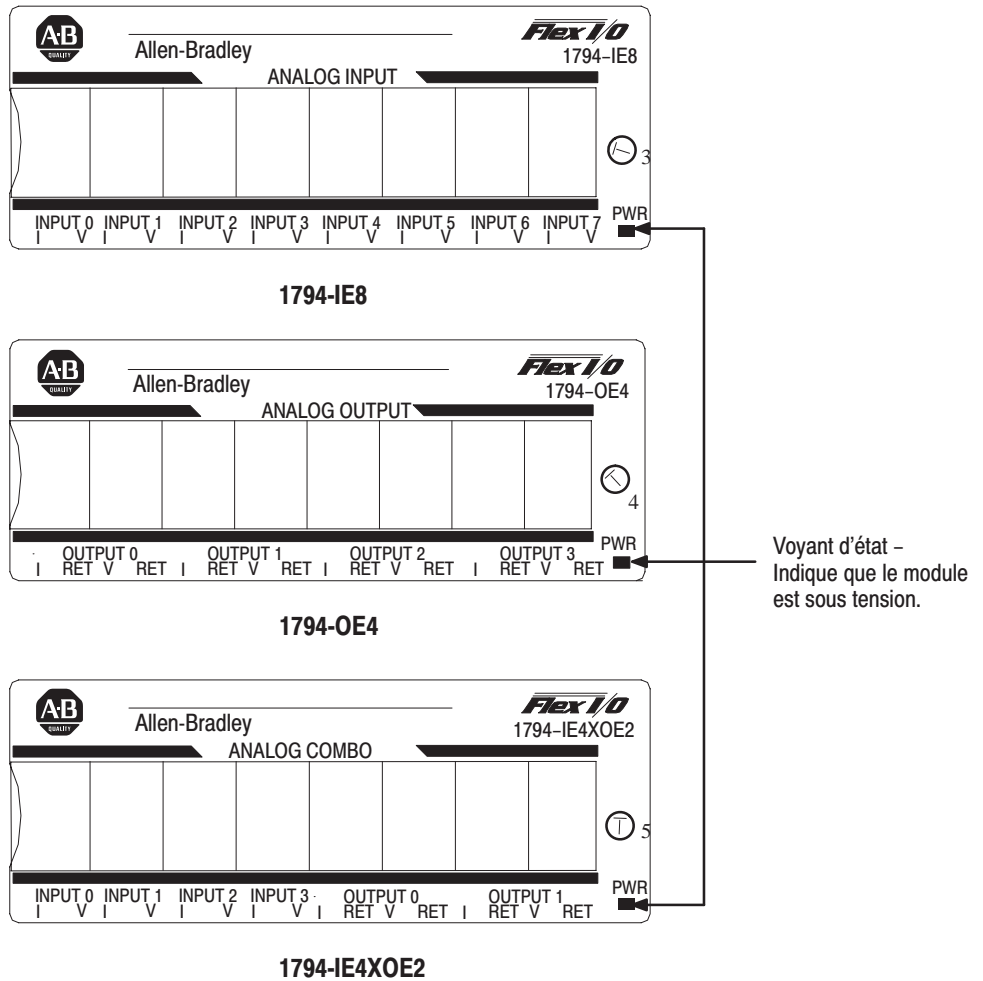 A·B
QUALITY
Allen-Bradley
Flex I/O
1794–IE8
ANALOG INPUT
3
PWR
INPUT 0 INPUT 1 INPUT 2 INPUT 3 INPUT 4 INPUT 5 INPUT 6 INPUT 7
I V I V I V I V I V I V I V I V
1794-IE8
A·B
QUALITY
Allen-Bradley
Flex I/O
1794–OE4
ANALOG OUTPUT
4
PWR
OUTPUT 0 OUTPUT 1 OUTPUT 2 OUTPUT 3
I RET V RET I RET V RET I RET V RET I RET V RET
1794-OE4
Voyant d'état –
Indique que le module
est sous tension.
A·B
QUALITY
Allen-Bradley
Flex I/O
1794–IE4XOE2
ANALOG COMBO
5
PWR
INPUT 0 INPUT 1 INPUT 2 INPUT 3 OUTPUT 0 OUTPUT 1
I V I V I V I V I RET V RET I RET V RET
1794-IE4XOE2